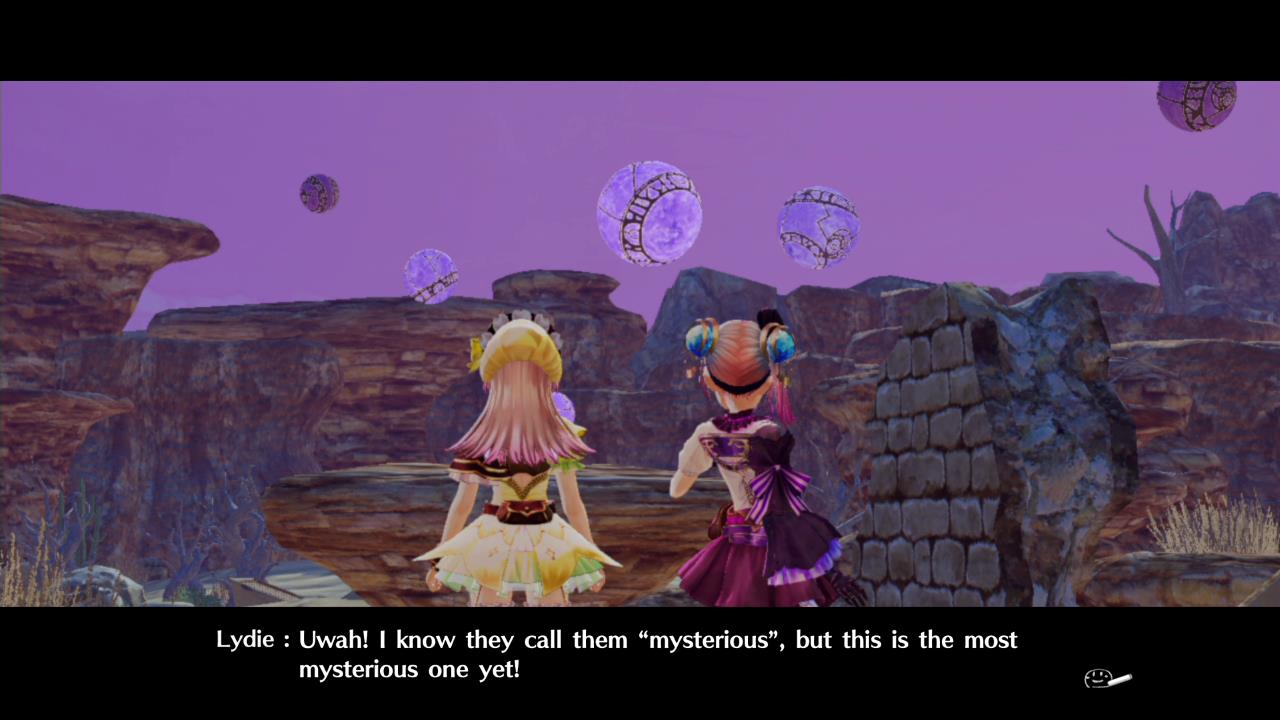 Lydie : Uwah! I know they call them “mysterious”, but this is the most
mysterious one yet!